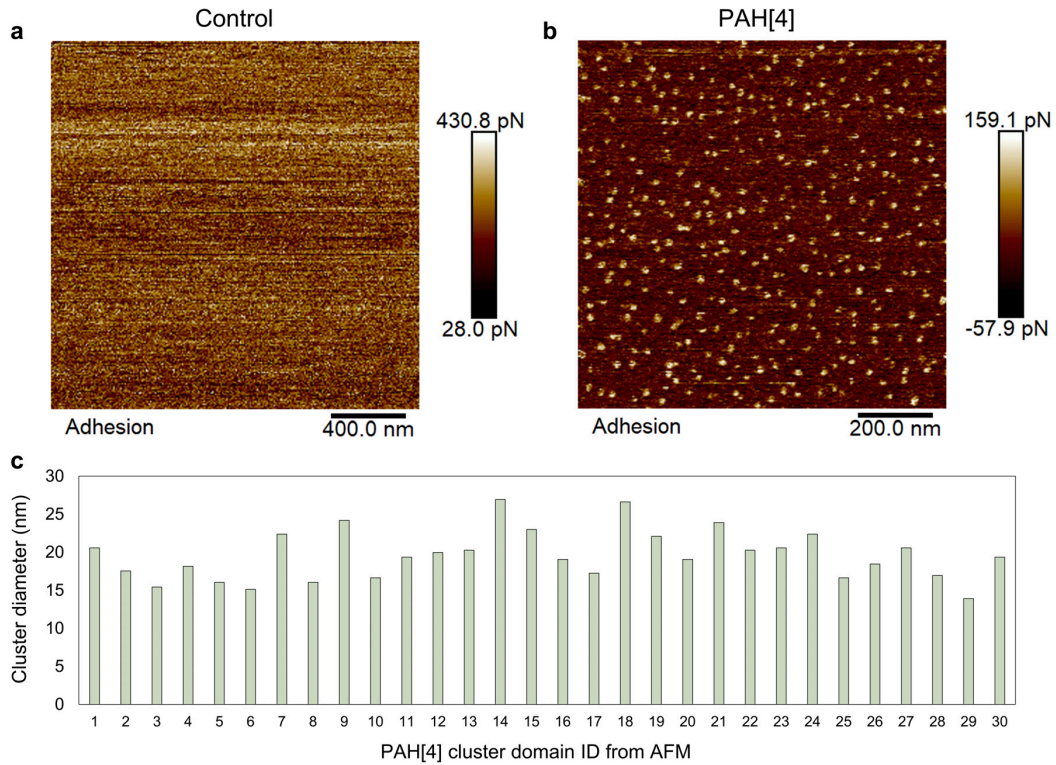 Control
PAH[4]
a
b
430.8 pN
28.0 pN
159.1 pN
-57.9 pN
Adhesion
400.0 nm
Adhesion
200.0 nm
c
Cluster diameter (nm)
30
25
20
15
10
5
0
1 2 3 4 5 6 7 8 9 10 11 12 13 14 15 16 17 18 19 20 21 22 23 24 25 26 27 28 29 30
PAH[4] cluster domain ID from AFM